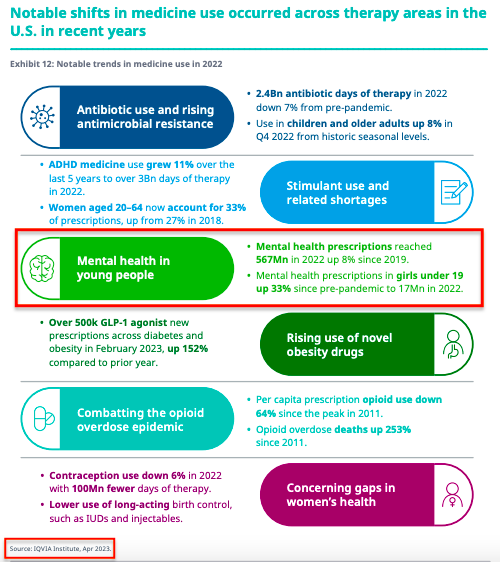 Notable shifts in medicine use occurred across therapy areas in the
U.S. in recent years
Exhibit 12: Notable trends in medicine use in 2022
Antibiotic use and rising
antimicrobial resistance
• 2.4Bn antibiotic days of therapy in 2022
down 7% from pre-pandemic.
• Use in children and older adults up 8% in
Q4 2022 from historic seasonal levels.
• ADHD medicine use grew 11% over the
last 5 years to over 3Bn days of therapy
in 2022.
• Women aged 20–64 now account for 33%
of prescriptions, up from 27% in 2018.
Stimulant use and
related shortages
Mental health in
young people
• Mental health prescriptions reached
567Mn in 2022 up 8% since 2019.
• Mental health prescriptions in girls under 19
up 33% since pre-pandemic to 17Mn in 2022.
• Over 500k GLP-1 agonist new
prescriptions across diabetes and
obesity in February 2023, up 152%
compared to prior year.
Rising use of novel
obesity drugs
Combatting the opioid
overdose epidemic
• Per capita prescription opioid use down
64% since the peak in 2011.
• Opioid overdose deaths up 253%
since 2011.
• Contraception use down 6% in 2022
with 100Mn fewer days of therapy.
• Lower use of long-acting birth control,
such as IUDs and injectables.
Concerning gaps in
women's health
Source: IQVIA Institute, Apr 2023.